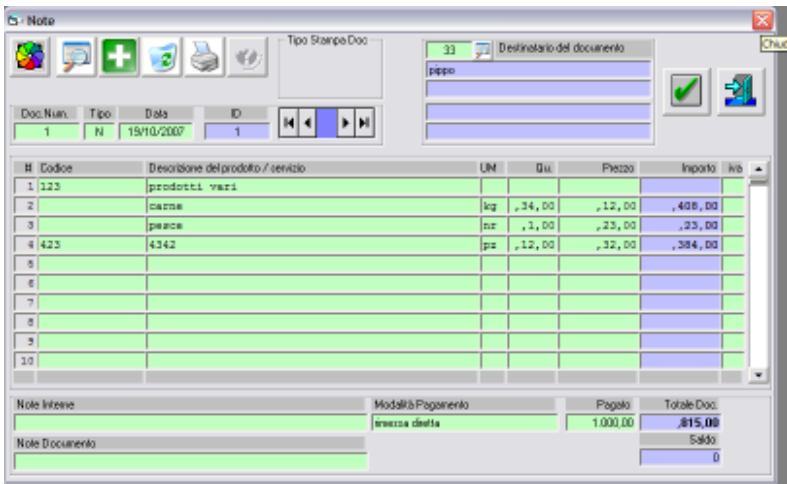 Note
Chiud
Tipo Stampa Doc
33 Destinatario del documento
pippo
Doc.Num. Tipo Data ID
1 N 19/10/2007 1
# Codice Descrizione del prodotto / servizio UM Qu. Prezzo Importo iva
1 123 prodotti vari
2 carne kg ,34,00 ,12,00 ,408,00
3 pesce nr ,1,00 ,23,00 ,23,00
4 423 4342 pz ,12,00 ,32,00 ,384,00
5
6
7
8
9
10
Note Interne Modalità Pagamento Pagato Totale Doc.
rimessa diretta 1.000,00 ,815,00
Note Documento Saldo
0